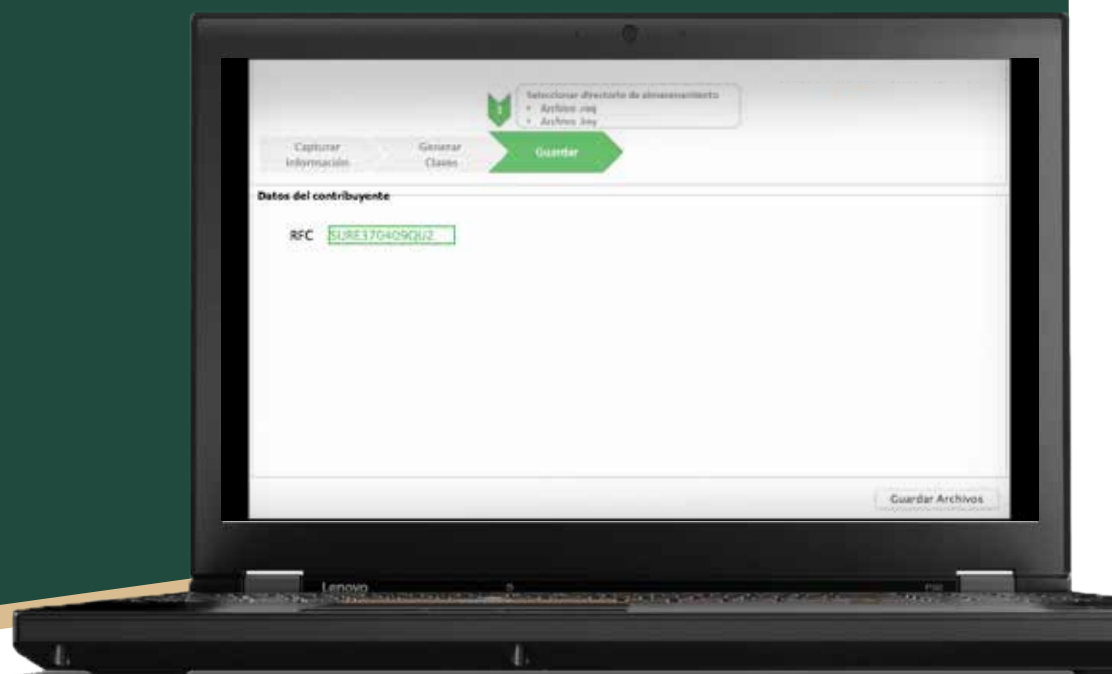 3
Seleccionar directorio de almacenamiento
• Archivo .req
• Archivo .key
Capturar
Información
Generar
Claves
Guardar
Datos del contribuyente
RFC SURE370409QU2
Guardar Archivos
Lenovo